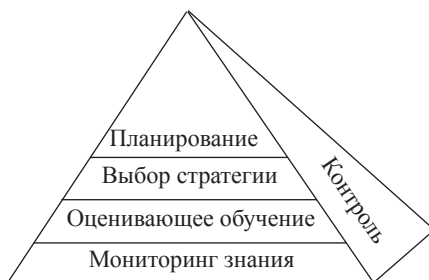 Планирование
Выбор стратегии
Оценивающее обучение
Мониторинг знания
Контроль